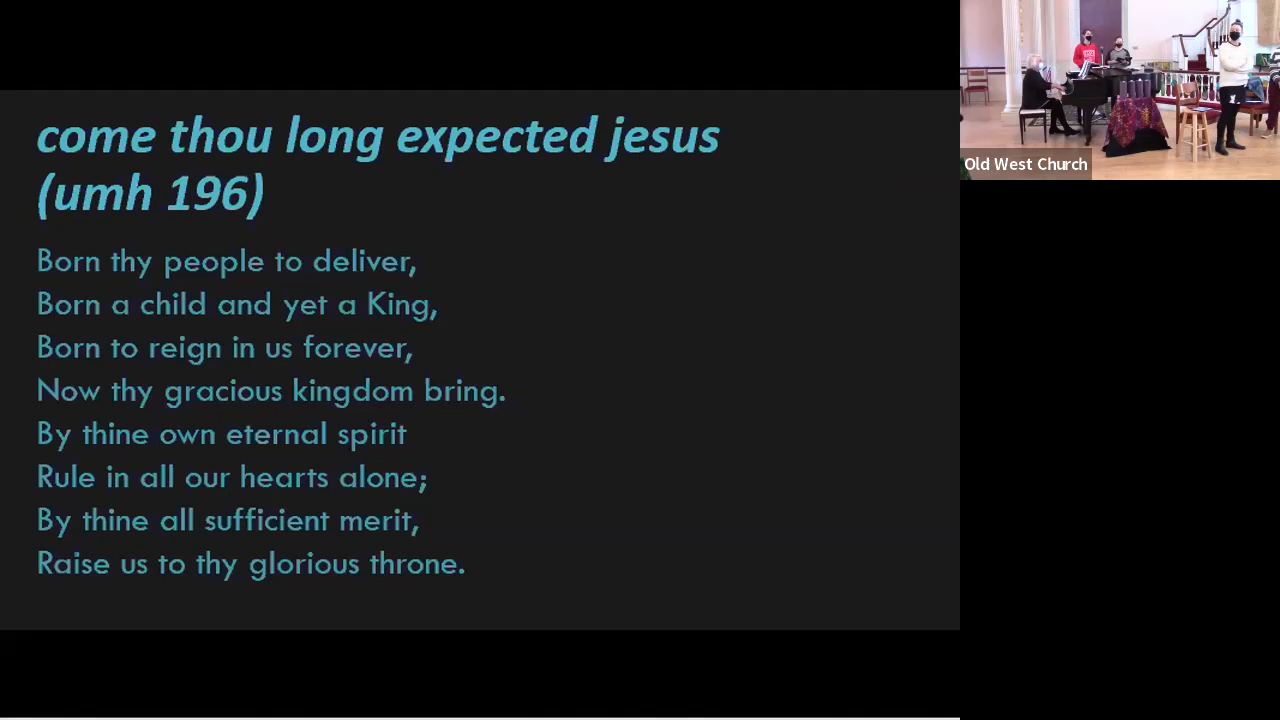 come thou long expected jesus
(umh 196)
Born thy people to deliver,
Born a child and yet a King,
Born to reign in us forever,
Now thy gracious kingdom bring.
By thine own eternal spirit
Rule in all our hearts alone;
By thine all sufficient merit,
Raise us to thy glorious throne.
Old West Church